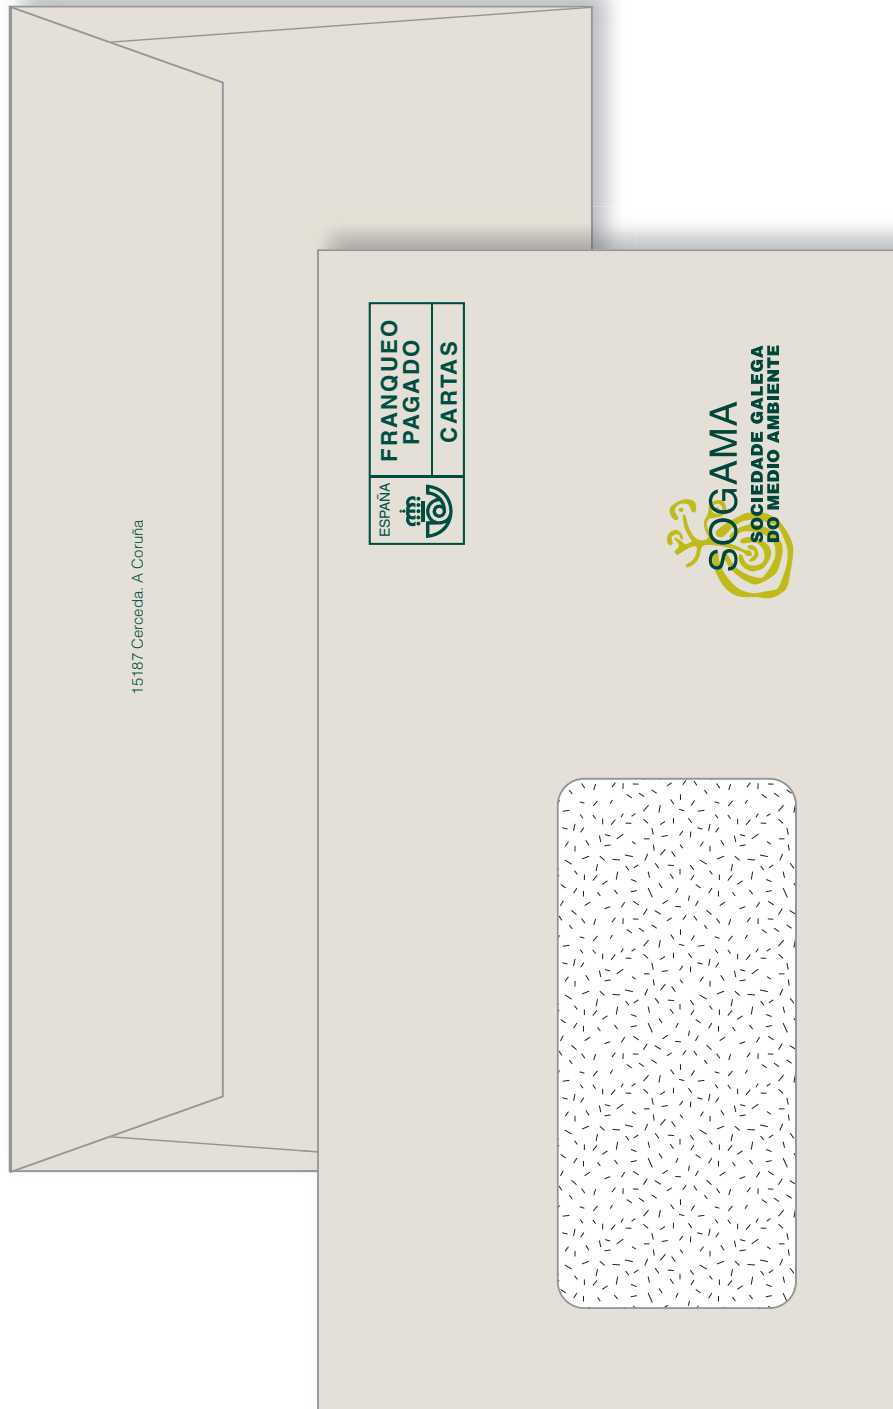 15187 Cerceda. A Coruña
FRANQUEO
PAGADO
CARTAS
ESPAÑA
SOGAMA
SOCIEDADE GALEGA
DO MEDIO AMBIENTE